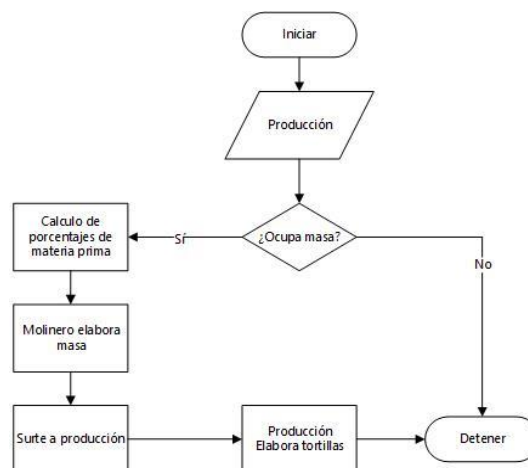 Iniciar
Producción
¿Ocupa masa?
Sí
No
Calculo de
porcentajes de
materia prima
Molinero elabora
masa
Surte a producción
Producción
Elabora tortillas
Detener